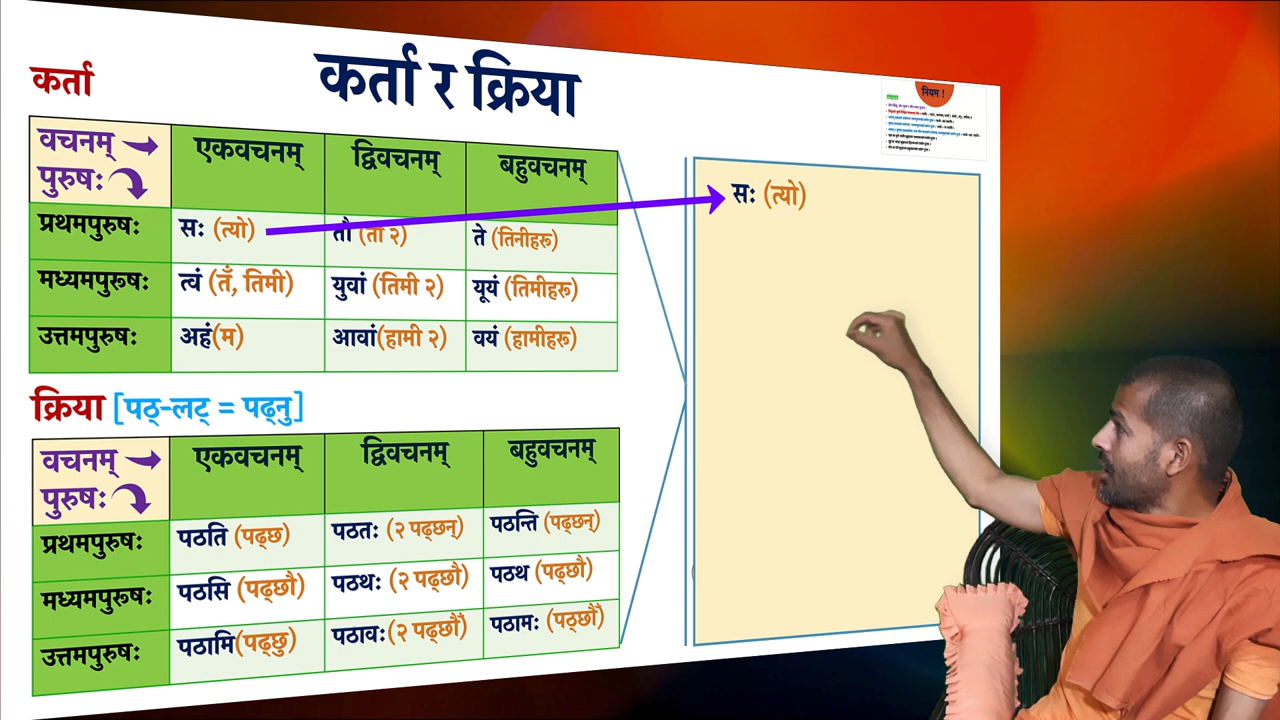 कर्ता र क्रिया
कर्ता
वचनम् एकवचनम् द्विवचनम् बहुवचनम्
पुरुषः
प्रथमपुरुषः सः (त्यो) तौ (ती २) ते (तिनीहरू)
मध्यमपुरूषः त्वं (तँ, तिमी) युवां (तिमी २) यूयं (तिमीहरू)
उत्तमपुरुषः अहं(म) आवां(हामी २) वयं (हामीहरू)
क्रिया [पठ्-लट् = पढ्नु]
वचनम् एकवचनम् द्विवचनम् बहुवचनम्
पुरुषः
प्रथमपुरुषः पठति (पढ्छ) पठतः (२ पढ्छन्) पठन्ति (पढ्छन्)
मध्यमपुरूषः पठसि (पढ्छौ) पठथः (२ पढ्छौ) पठथ (पढ्छौ)
उत्तमपुरुषः पठामि(पढ्छु) पठावः(२ पढ्छौँ) पठामः (पठ्छौँ)
नियम !
सः (त्यो)